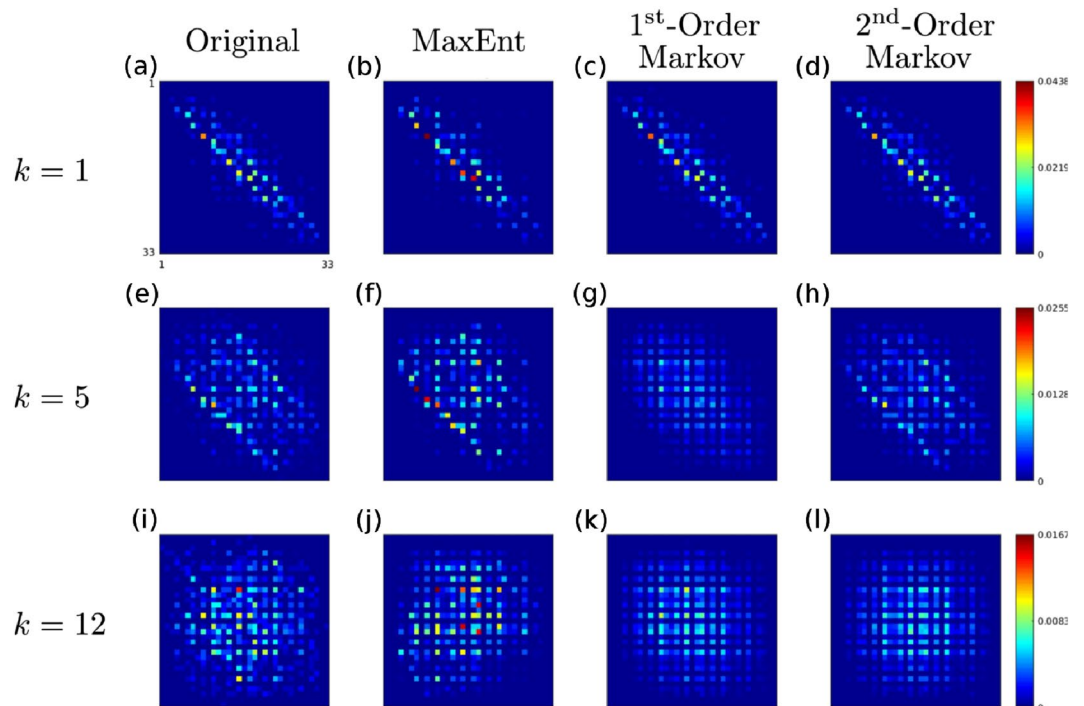 Original
MaxEnt
1st-Order
Markov
2nd-Order
Markov
(a)
(b)
(c)
(d)
1
33
1
33
0.0438
0.0219
0
k = 1
(e)
(f)
(g)
(h)
0.0255
0.0128
0
k = 5
(i)
(j)
(k)
(l)
0.0167
0.0083
k = 12